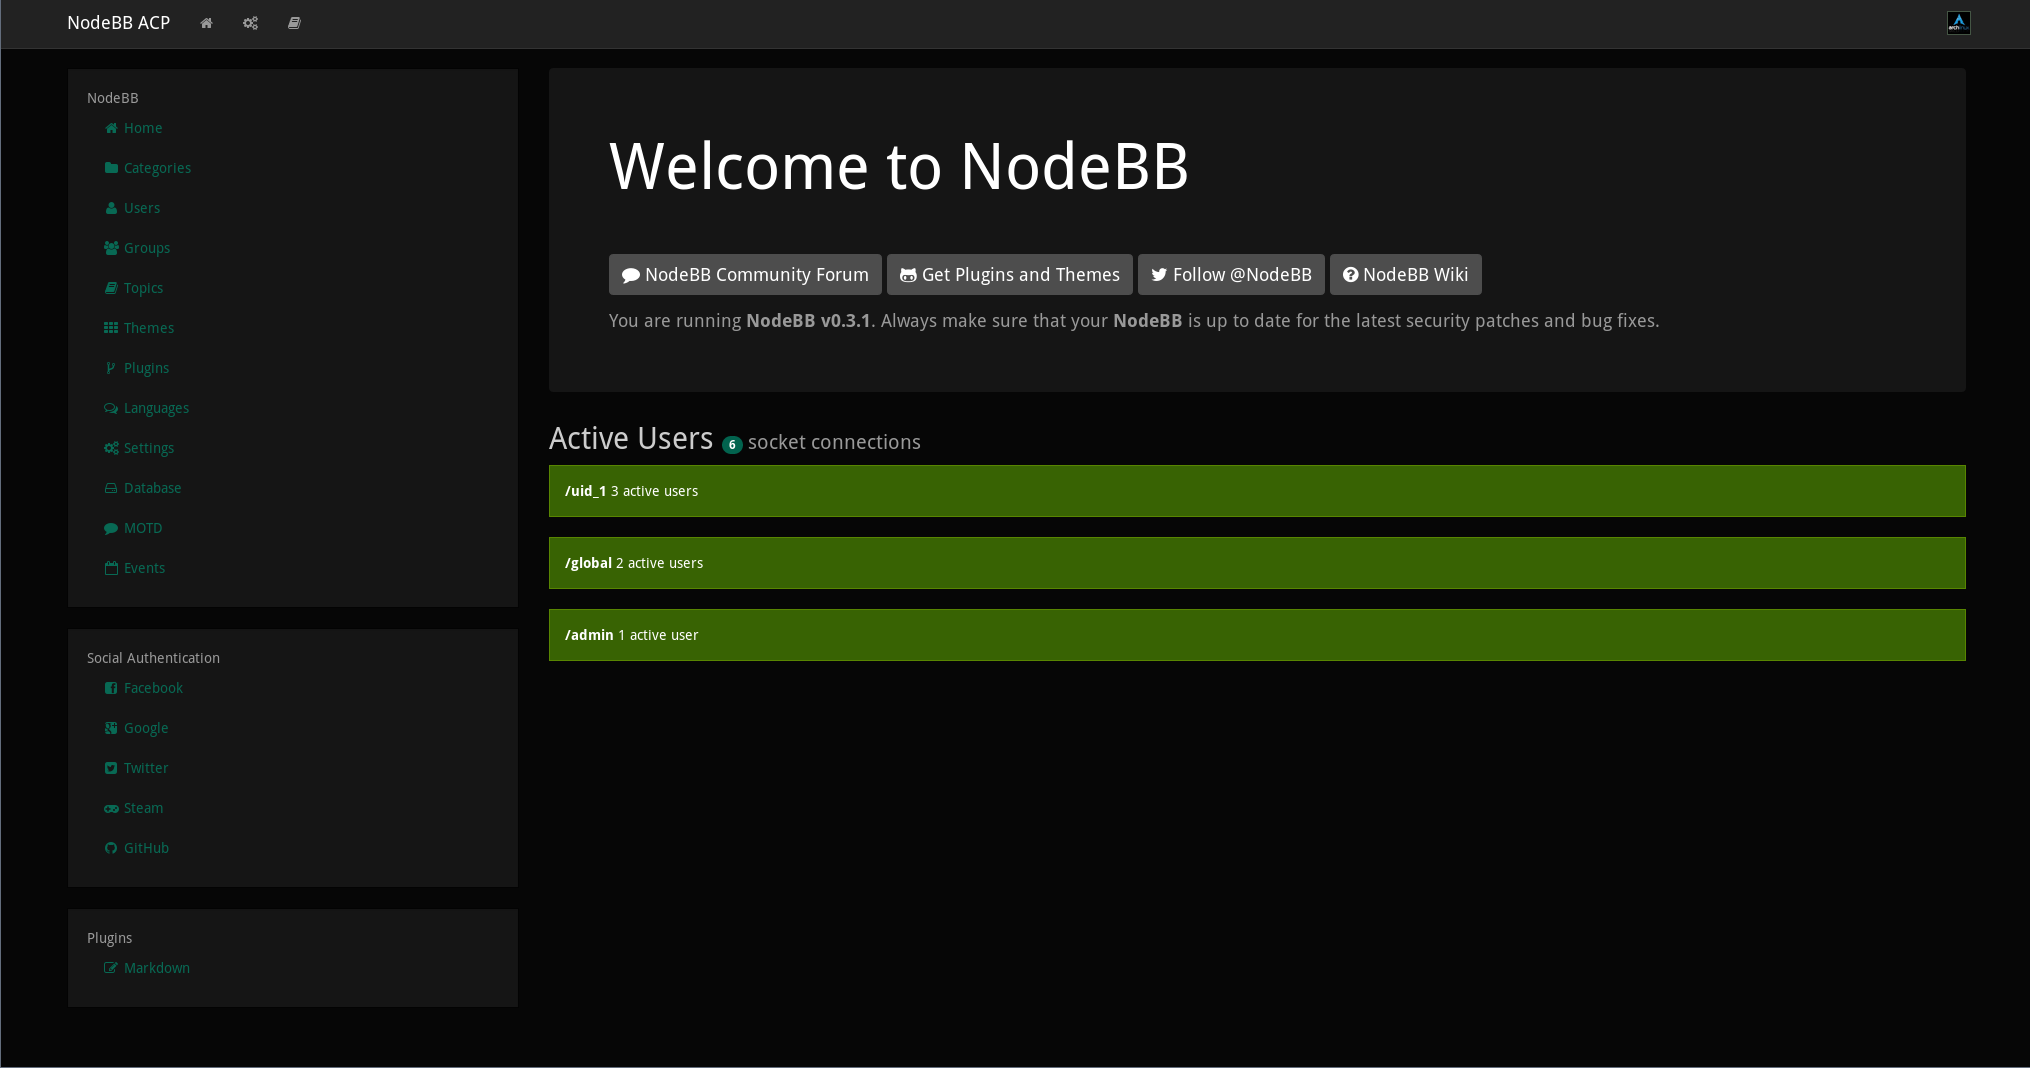 NodeBB ACP
NodeBB
Home
Categories
Users
Groups
Topics
Themes
Plugins
Languages
Settings
Database
MOTD
Events
Social Authentication
Facebook
Google
Twitter
Steam
GitHub
Plugins
Markdown
Welcome to NodeBB
NodeBB Community Forum Get Plugins and Themes Follow @NodeBB NodeBB Wiki
You are running NodeBB v0.3.1. Always make sure that your NodeBB is up to date for the latest security patches and bug fixes.
Active Users 6 socket connections
/uid_1 3 active users
/global 2 active users
/admin 1 active user